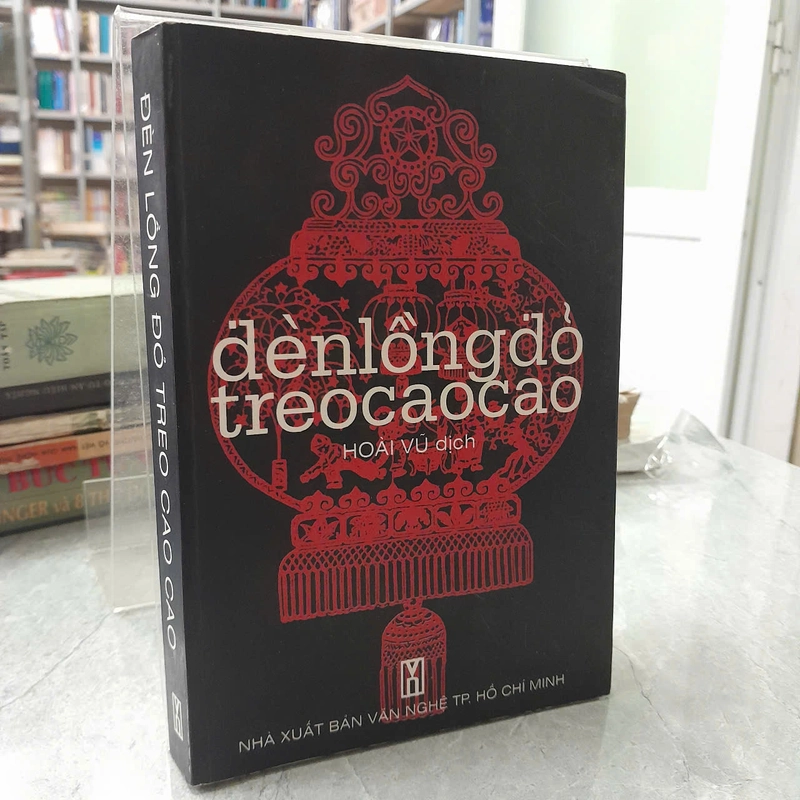 ĐÈN LỒNG ĐỎ TREO CAO CAO
đènlồngđỏ
treocaocao
HOÀI VŨ dịch
NHÀ XUẤT BẢN VĂN NGHỆ TP. HỒ CHÍ MINH